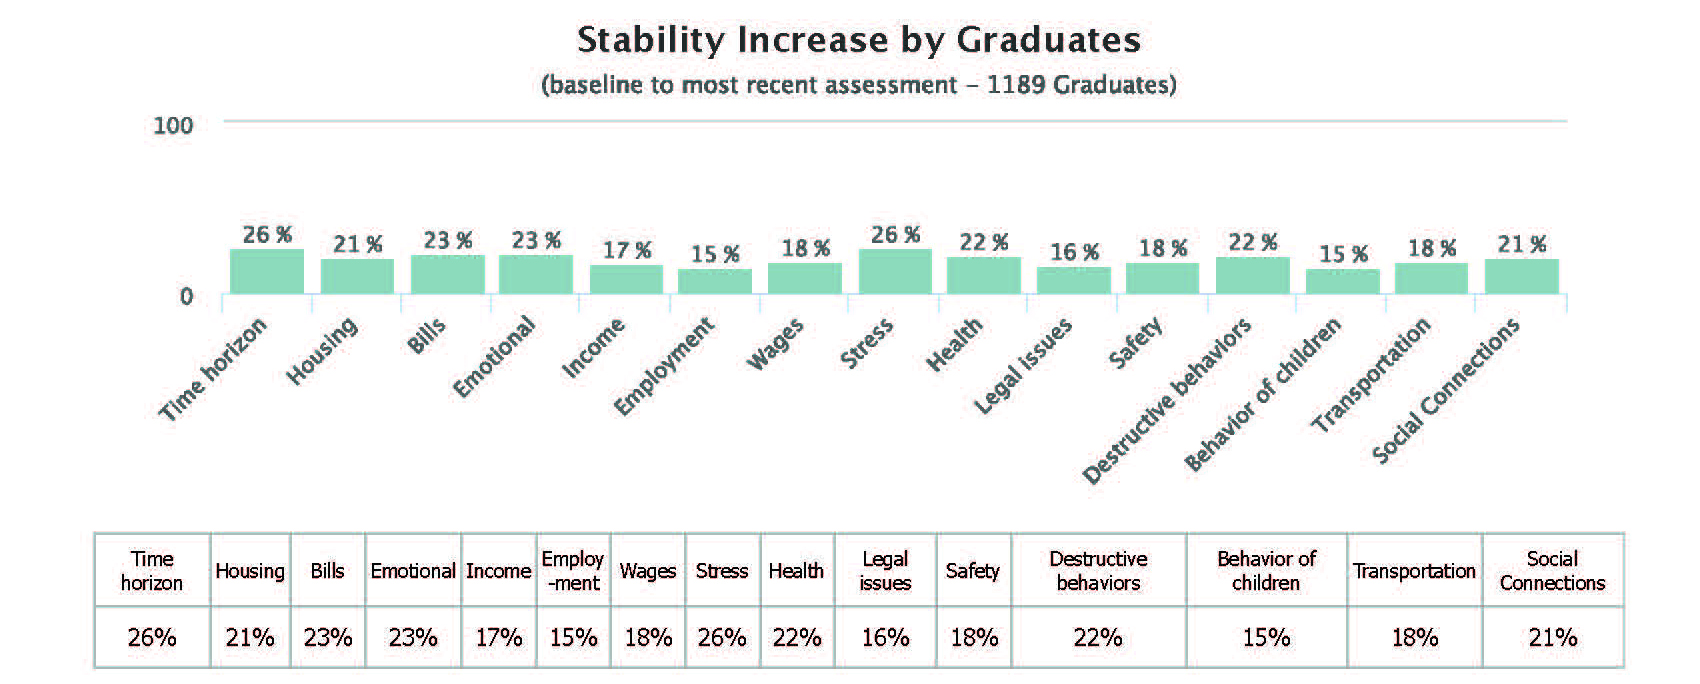 Stability Increase by Graduates
(baseline to most recent assessment – 1189 Graduates)
100
26 % 21 % 23 % 23 % 17 % 15 % 18 % 26 % 22 % 16 % 18 % 22 % 15 % 18 % 21 %
0
Time horizon
Housing
Bills
Emotional
Income
Employment
Wages
Stress
Health
Legal issues
Safety
Destructive behaviors
Behavior of children
Transportation
Social Connections
Time
horizon
Housing
Bills
Emotional
Income
Employ
-ment
Wages
Stress
Health
Legal
issues
Safety
Destructive
behaviors
Behavior of
children
Transportation
Social
Connections
26% 21% 23% 23% 17% 15% 18% 26% 22% 16% 18% 22% 15% 18% 21%